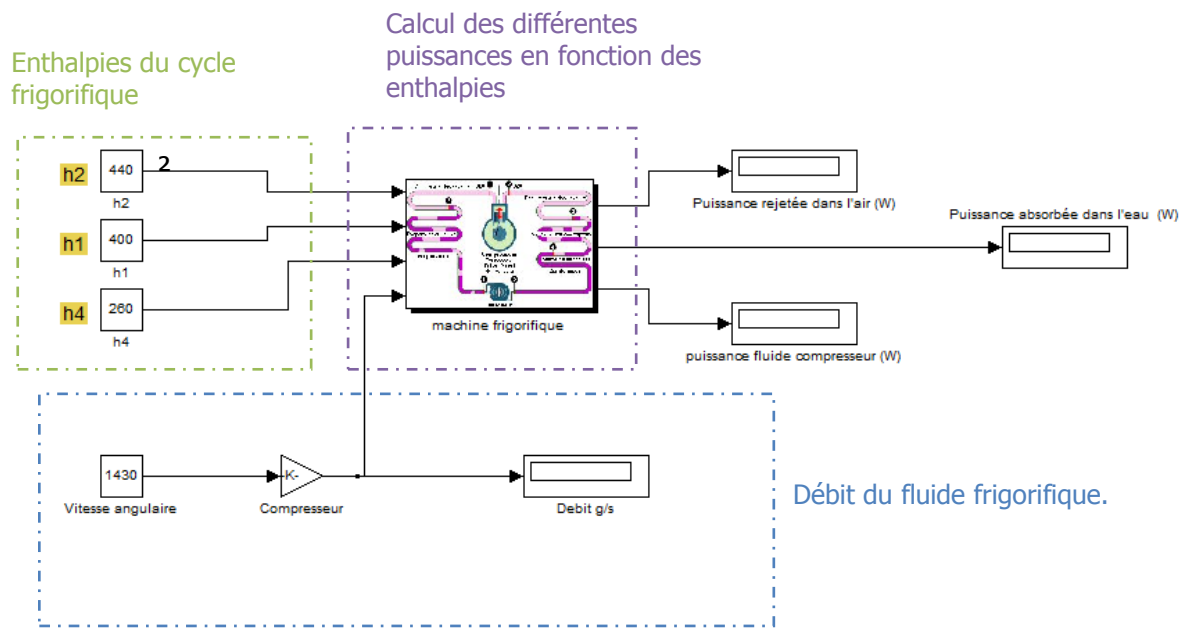 Calcul des différentes
puissances en fonction des
enthalpies
Enthalpies du cycle
frigorifique
h2
440
2
h2
h1
400
h1
h4
260
h4
machine frigorifique
Puissance rejetée dans l'air (W)
Puissance absorbée dans l'eau (W)
puissance fluide compresseur (W)
1430
Vitesse angulaire
-K-
Compresseur
Debit g/s
Débit du fluide frigorifique.